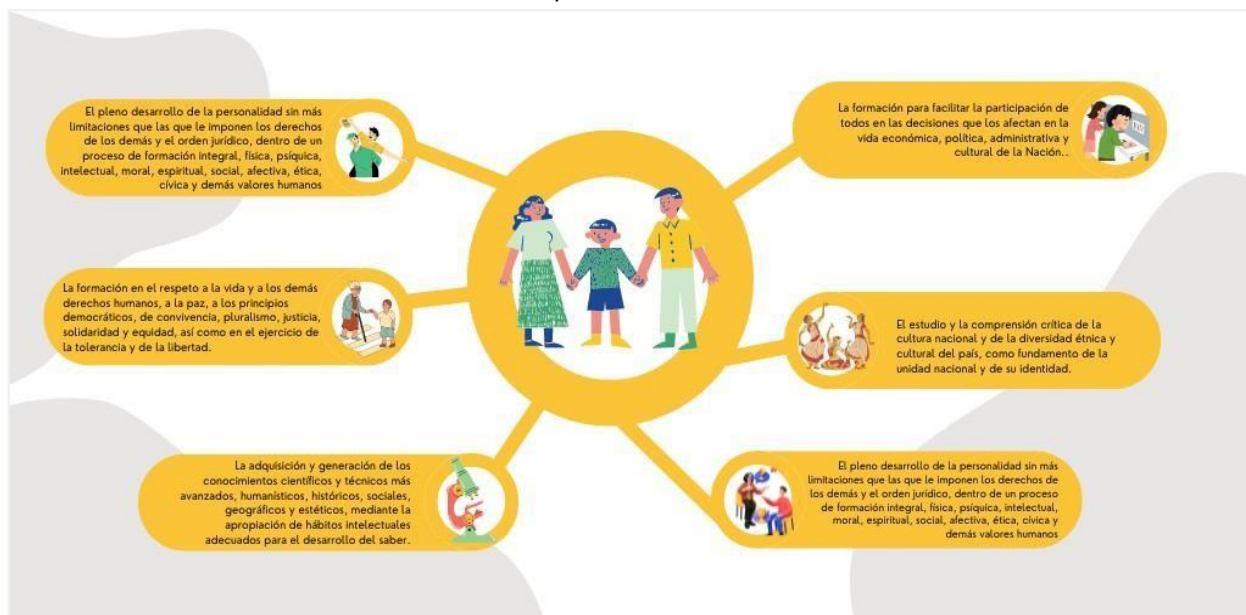 El pleno desarrollo de la personalidad sin más
limitaciones que las que le imponen los derechos
de los demás y el orden jurídico, dentro de un
proceso de formación integral, física, psíquica,
intelectual, moral, espiritual, social, afectiva, ética,
cívica y demás valores humanos
La formación en el respeto a la vida y a los demás
derechos humanos, a la paz, a los principios
democráticos, de convivencia, pluralismo, justicia,
solidaridad y equidad, así como en el ejercicio de
la tolerancia y de la libertad.
La adquisición y generación de los
conocimientos científicos y técnicos más
avanzados, humanísticos, históricos, sociales,
geográficos y estéticos, mediante la
apropiación de hábitos intelectuales
adecuados para el desarrollo del saber.
La formación para facilitar la participación de
todos en las decisiones que los afectan en la
vida económica, política, administrativa y
cultural de la Nación..
El estudio y la comprensión crítica de la
cultura nacional y de la diversidad étnica y
cultural del país, como fundamento de la
unidad nacional y de su identidad.
El pleno desarrollo de la personalidad sin más
limitaciones que las que le imponen los derechos de
los demás y el orden jurídico, dentro de un proceso
de formación integral, física, psíquica, intelectual,
moral, espiritual, social, afectiva, ética, cívica y
demás valores humanos